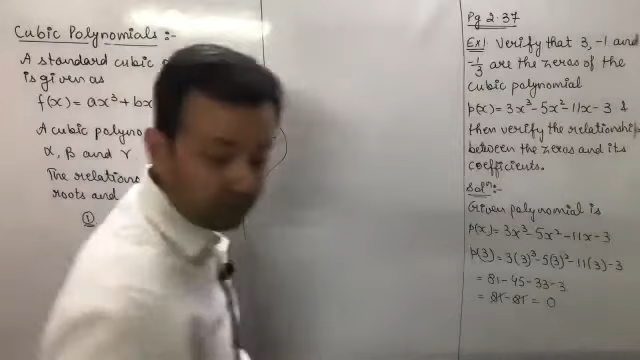 Cubic Polynomials :-
A standard cubic
is given as
f(x) = ax³ + bx
A cubic polyno
α, β and γ
The relations
roots and
①
Pg 2.37
Ex1 Verify that 3, -1 and
-1/3 are the zeros of the
cubic polynomial
p(x) = 3x³ - 5x² - 11x - 3 &
then verify the relationship
between the zeros and its
coefficients.
Solⁿ:-
Given polynomial is
p(x) = 3x³ - 5x² - 11x - 3
p(3) = 3(3)³ - 5(3)² - 11(3) - 3
= 81 - 45 - 33 - 3
= 81 - 81 = 0